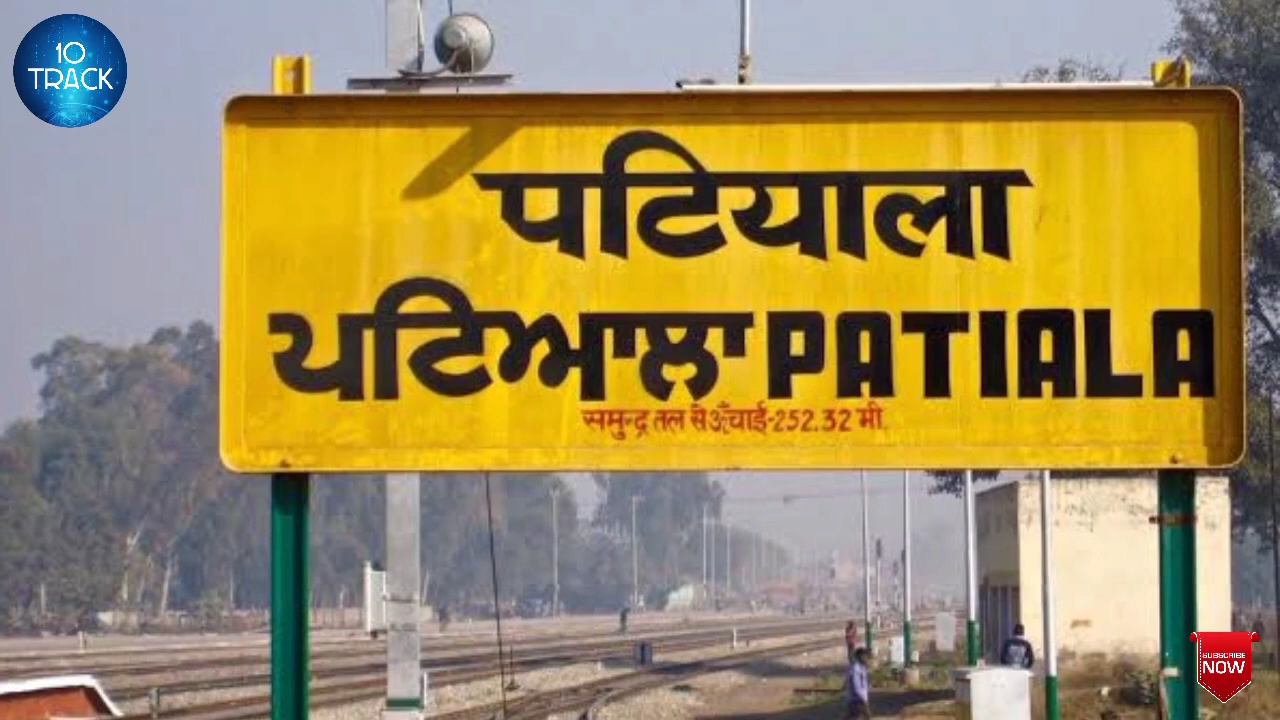 10
TRACK
पटियाला
ਪਟਿਆਲਾ PATIALA
समुन्द्र तल से ऊँचाई-252.32 मी.
SUBSCRIBE
NOW